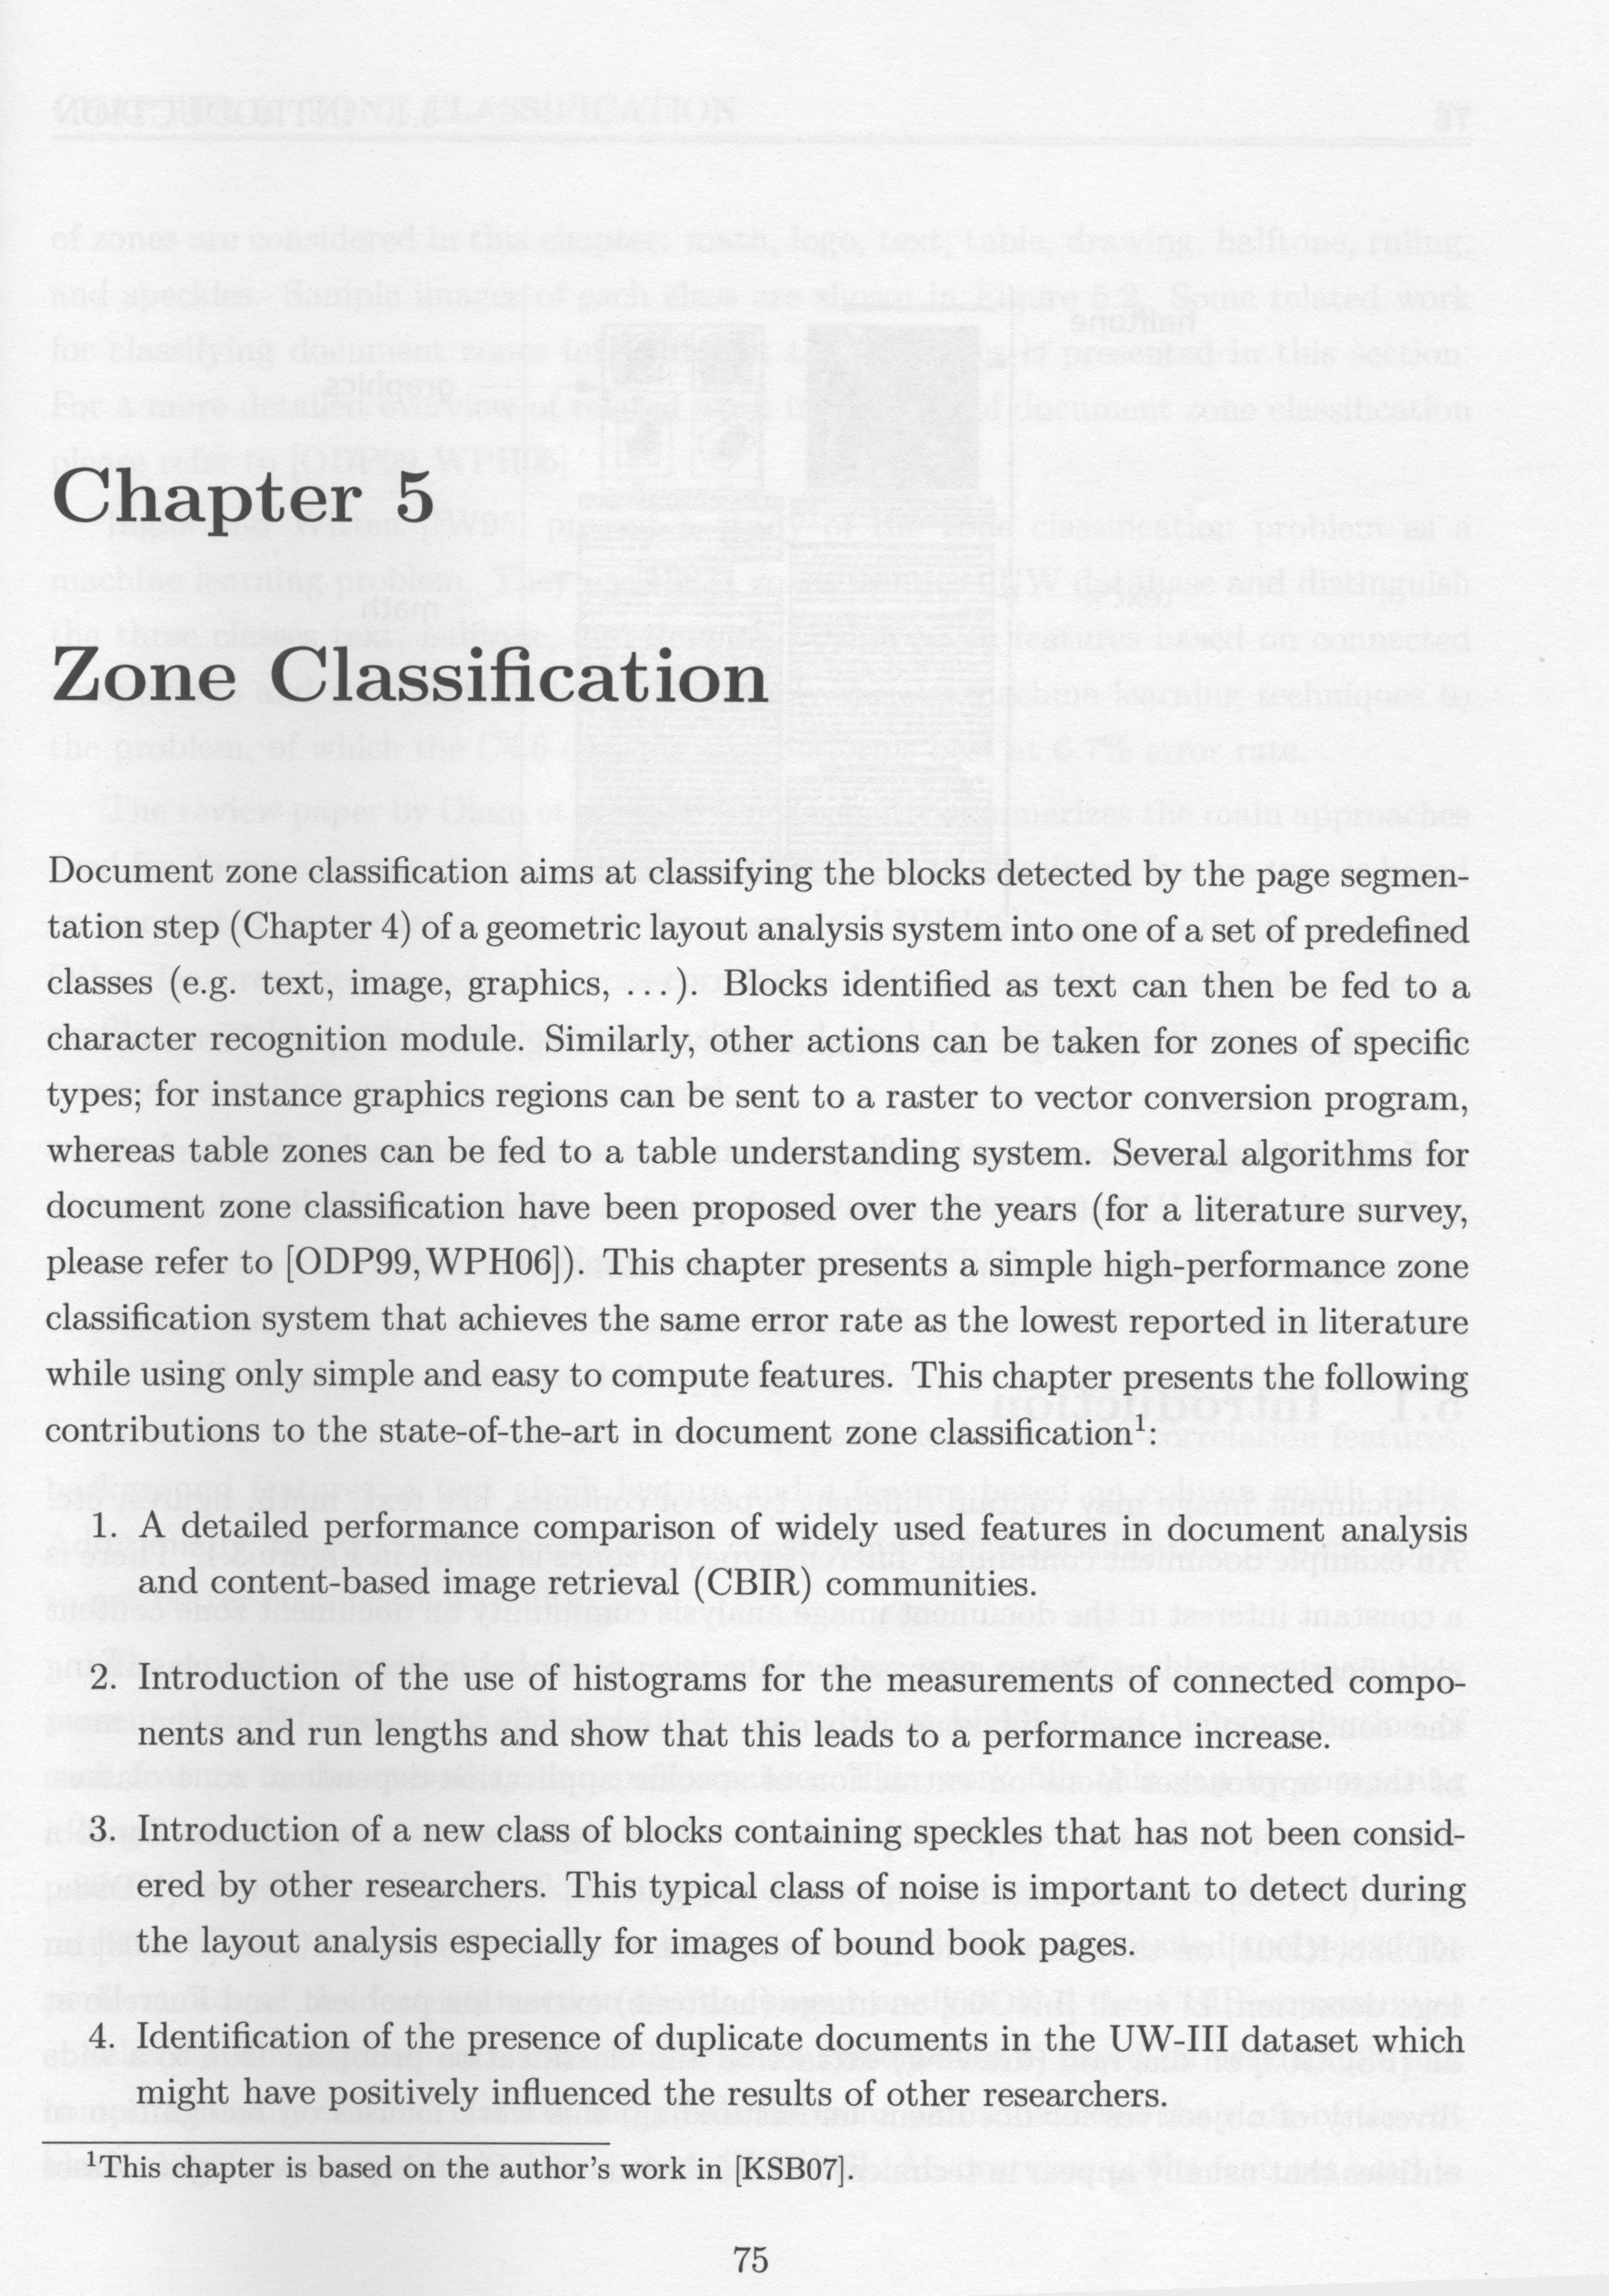 Chapter 5
Zone Classification
Document zone classification aims at classifying the blocks detected by the page segmen-
tation step (Chapter 4) of a geometric layout analysis system into one of a set of predefined
classes (e.g. text, image, graphics, ...). Blocks identified as text can then be fed to a
character recognition module. Similarly, other actions can be taken for zones of specific
types; for instance graphics regions can be sent to a raster to vector conversion program,
whereas table zones can be fed to a table understanding system. Several algorithms for
document zone classification have been proposed over the years (for a literature survey,
please refer to [ODP99, WPH06]). This chapter presents a simple high-performance zone
classification system that achieves the same error rate as the lowest reported in literature
while using only simple and easy to compute features. This chapter presents the following
contributions to the state-of-the-art in document zone classification¹:
1. A detailed performance comparison of widely used features in document analysis
and content-based image retrieval (CBIR) communities.
2. Introduction of the use of histograms for the measurements of connected compo-
nents and run lengths and show that this leads to a performance increase.
3. Introduction of a new class of blocks containing speckles that has not been consid-
ered by other researchers. This typical class of noise is important to detect during
the layout analysis especially for images of bound book pages.
4. Identification of the presence of duplicate documents in the UW-III dataset which
might have positively influenced the results of other researchers.
¹This chapter is based on the author's work in [KSB07].
75